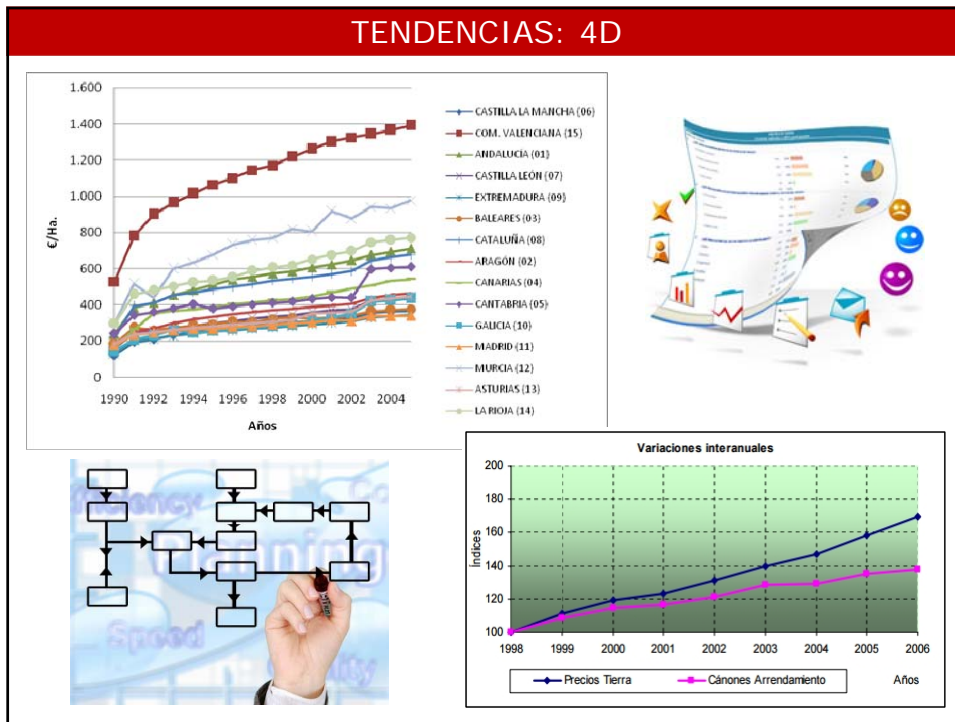 TENDENCIAS: 4D
1.600
1.400
1.200
1.000
800
600
400
200
0
€/Ha.
1990 1992 1994 1996 1998 2000 2002 2004
Años
CASTILLA LA MANCHA (06)
COM. VALENCIANA (15)
ANDALUCÍA (01)
CASTILLA LEÓN (07)
EXTREMADURA (09)
BALEARES (03)
CATALUÑA (08)
ARAGÓN (02)
CANARIAS (04)
CANTABRIA (05)
GALICIA (10)
MADRID (11)
MURCIA (12)
ASTURIAS (13)
LA RIOJA (14)
Planning
Speed
Variaciones interanuales
200
180
160
140
120
100
Índices
1998 1999 2000 2001 2002 2003 2004 2005 2006
Precios Tierra Cánones Arrendamiento Años